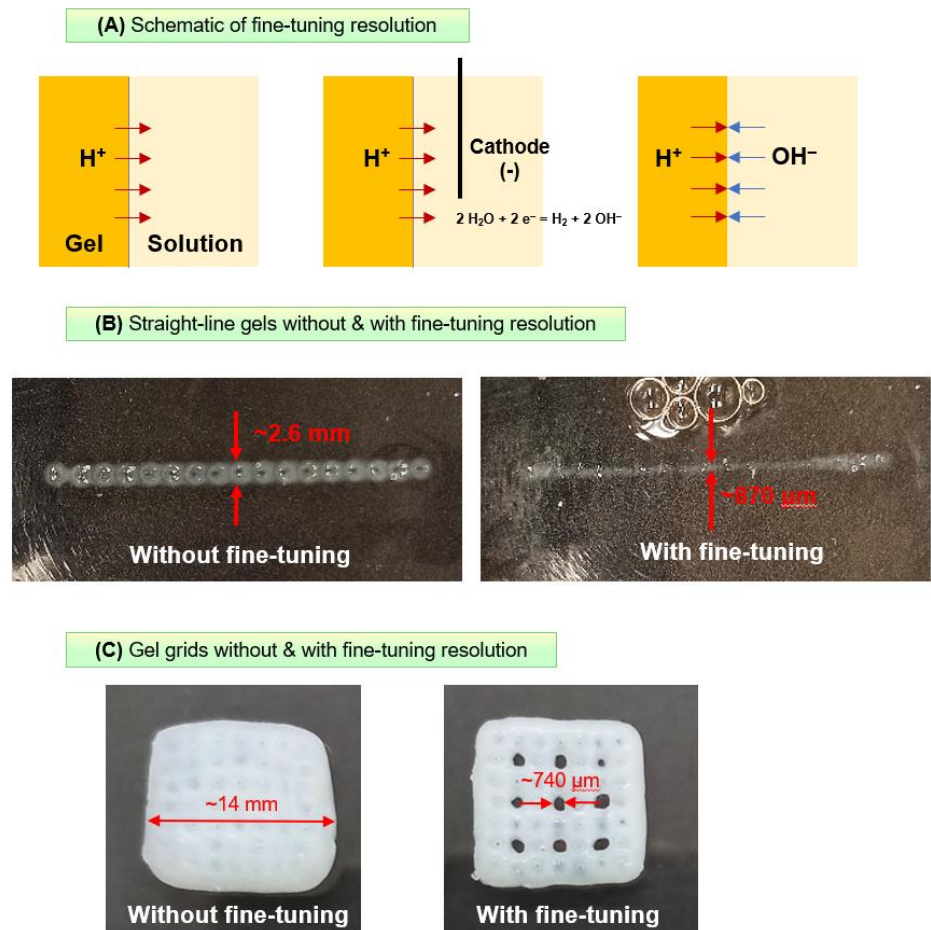 (A) Schematic of fine-tuning resolution
H⁺
Gel
Solution
H⁺
Cathode
(-)
2 H₂O + 2 e⁻ = H₂ + 2 OH⁻
H⁺
OH⁻
(B) Straight-line gels without & with fine-tuning resolution
~2.6 mm
Without fine-tuning
~870 µm
With fine-tuning
(C) Gel grids without & with fine-tuning resolution
~14 mm
Without fine-tuning
~740 µm
With fine-tuning